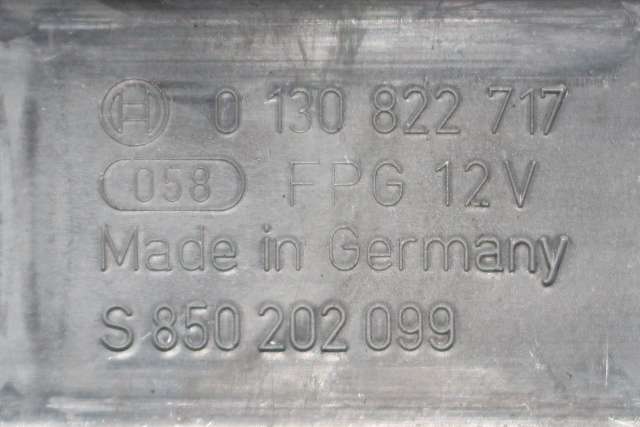 0 130 822 717
058 FPG 12V
Made in Germany
S 850 202 099